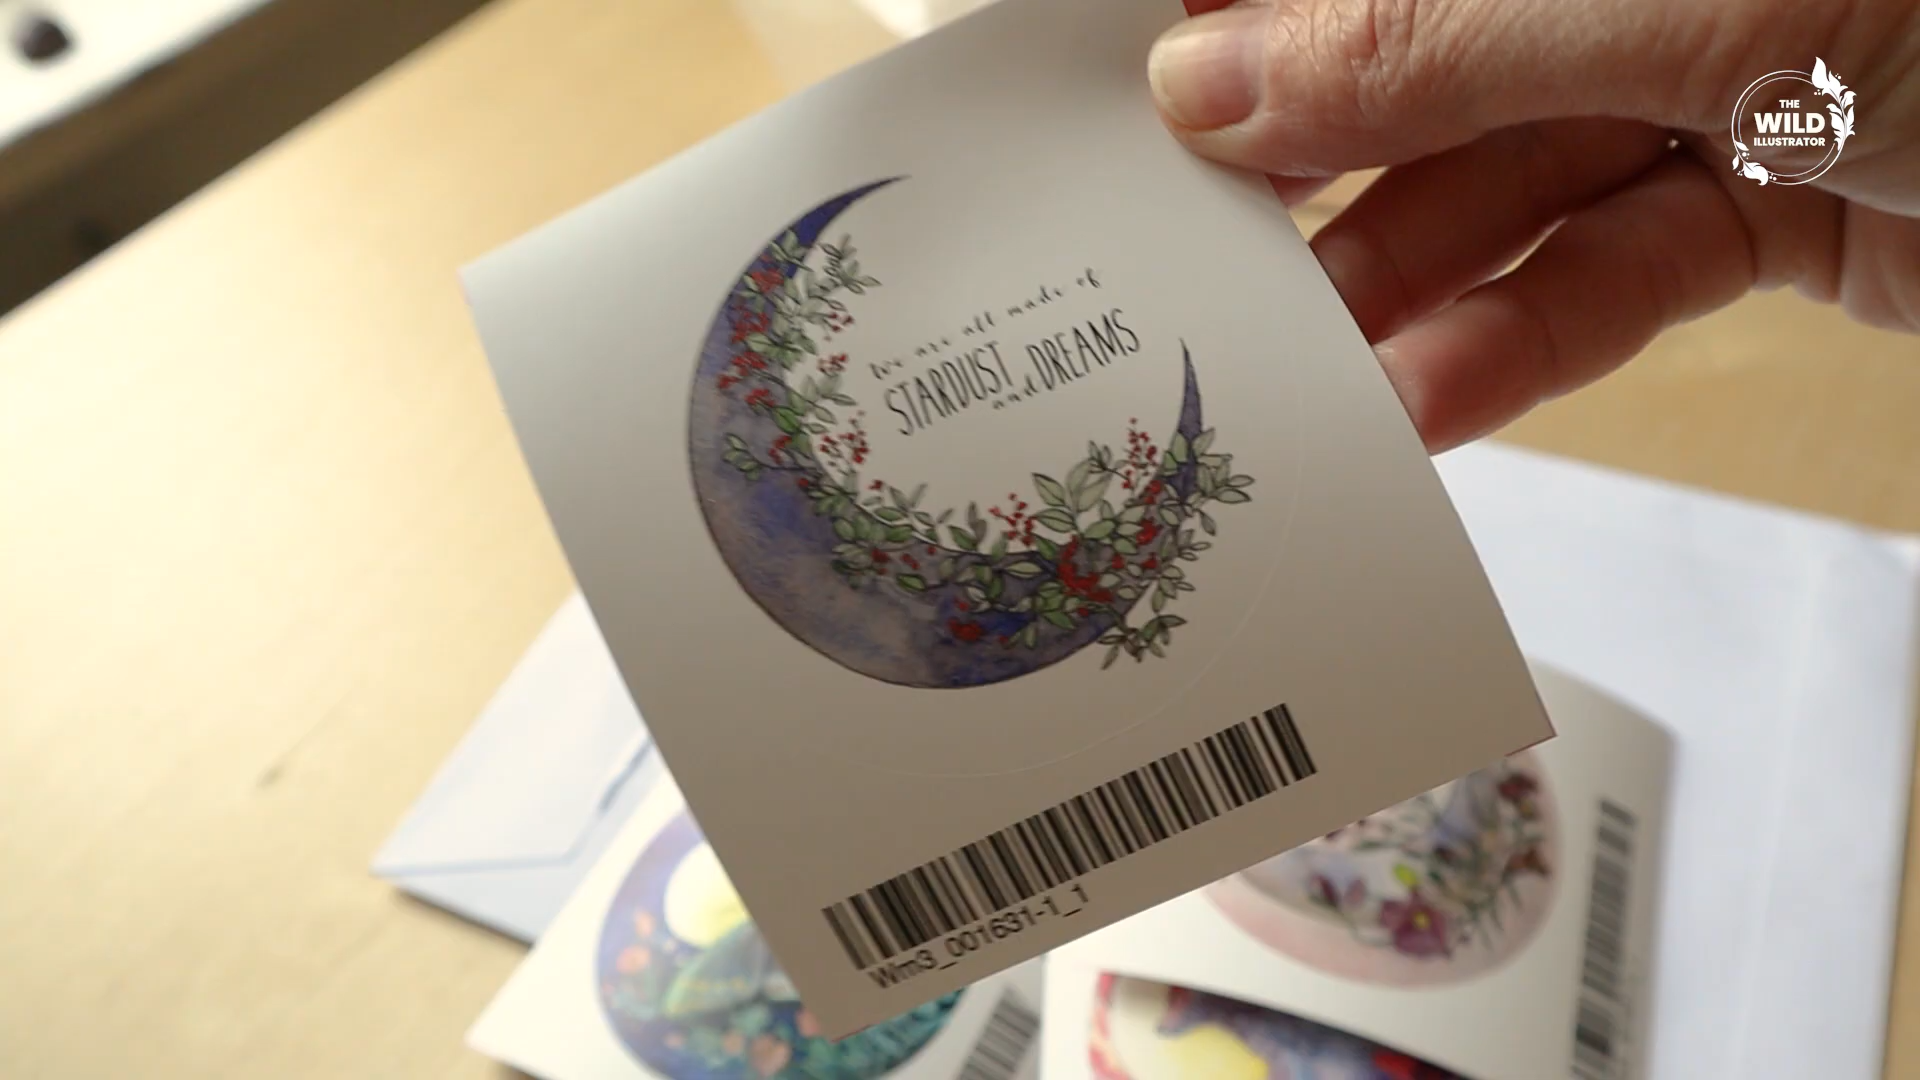 We are all made of
STARDUST and DREAMS
Wm3_001631-1_1
THE
WILD
ILLUSTRATOR